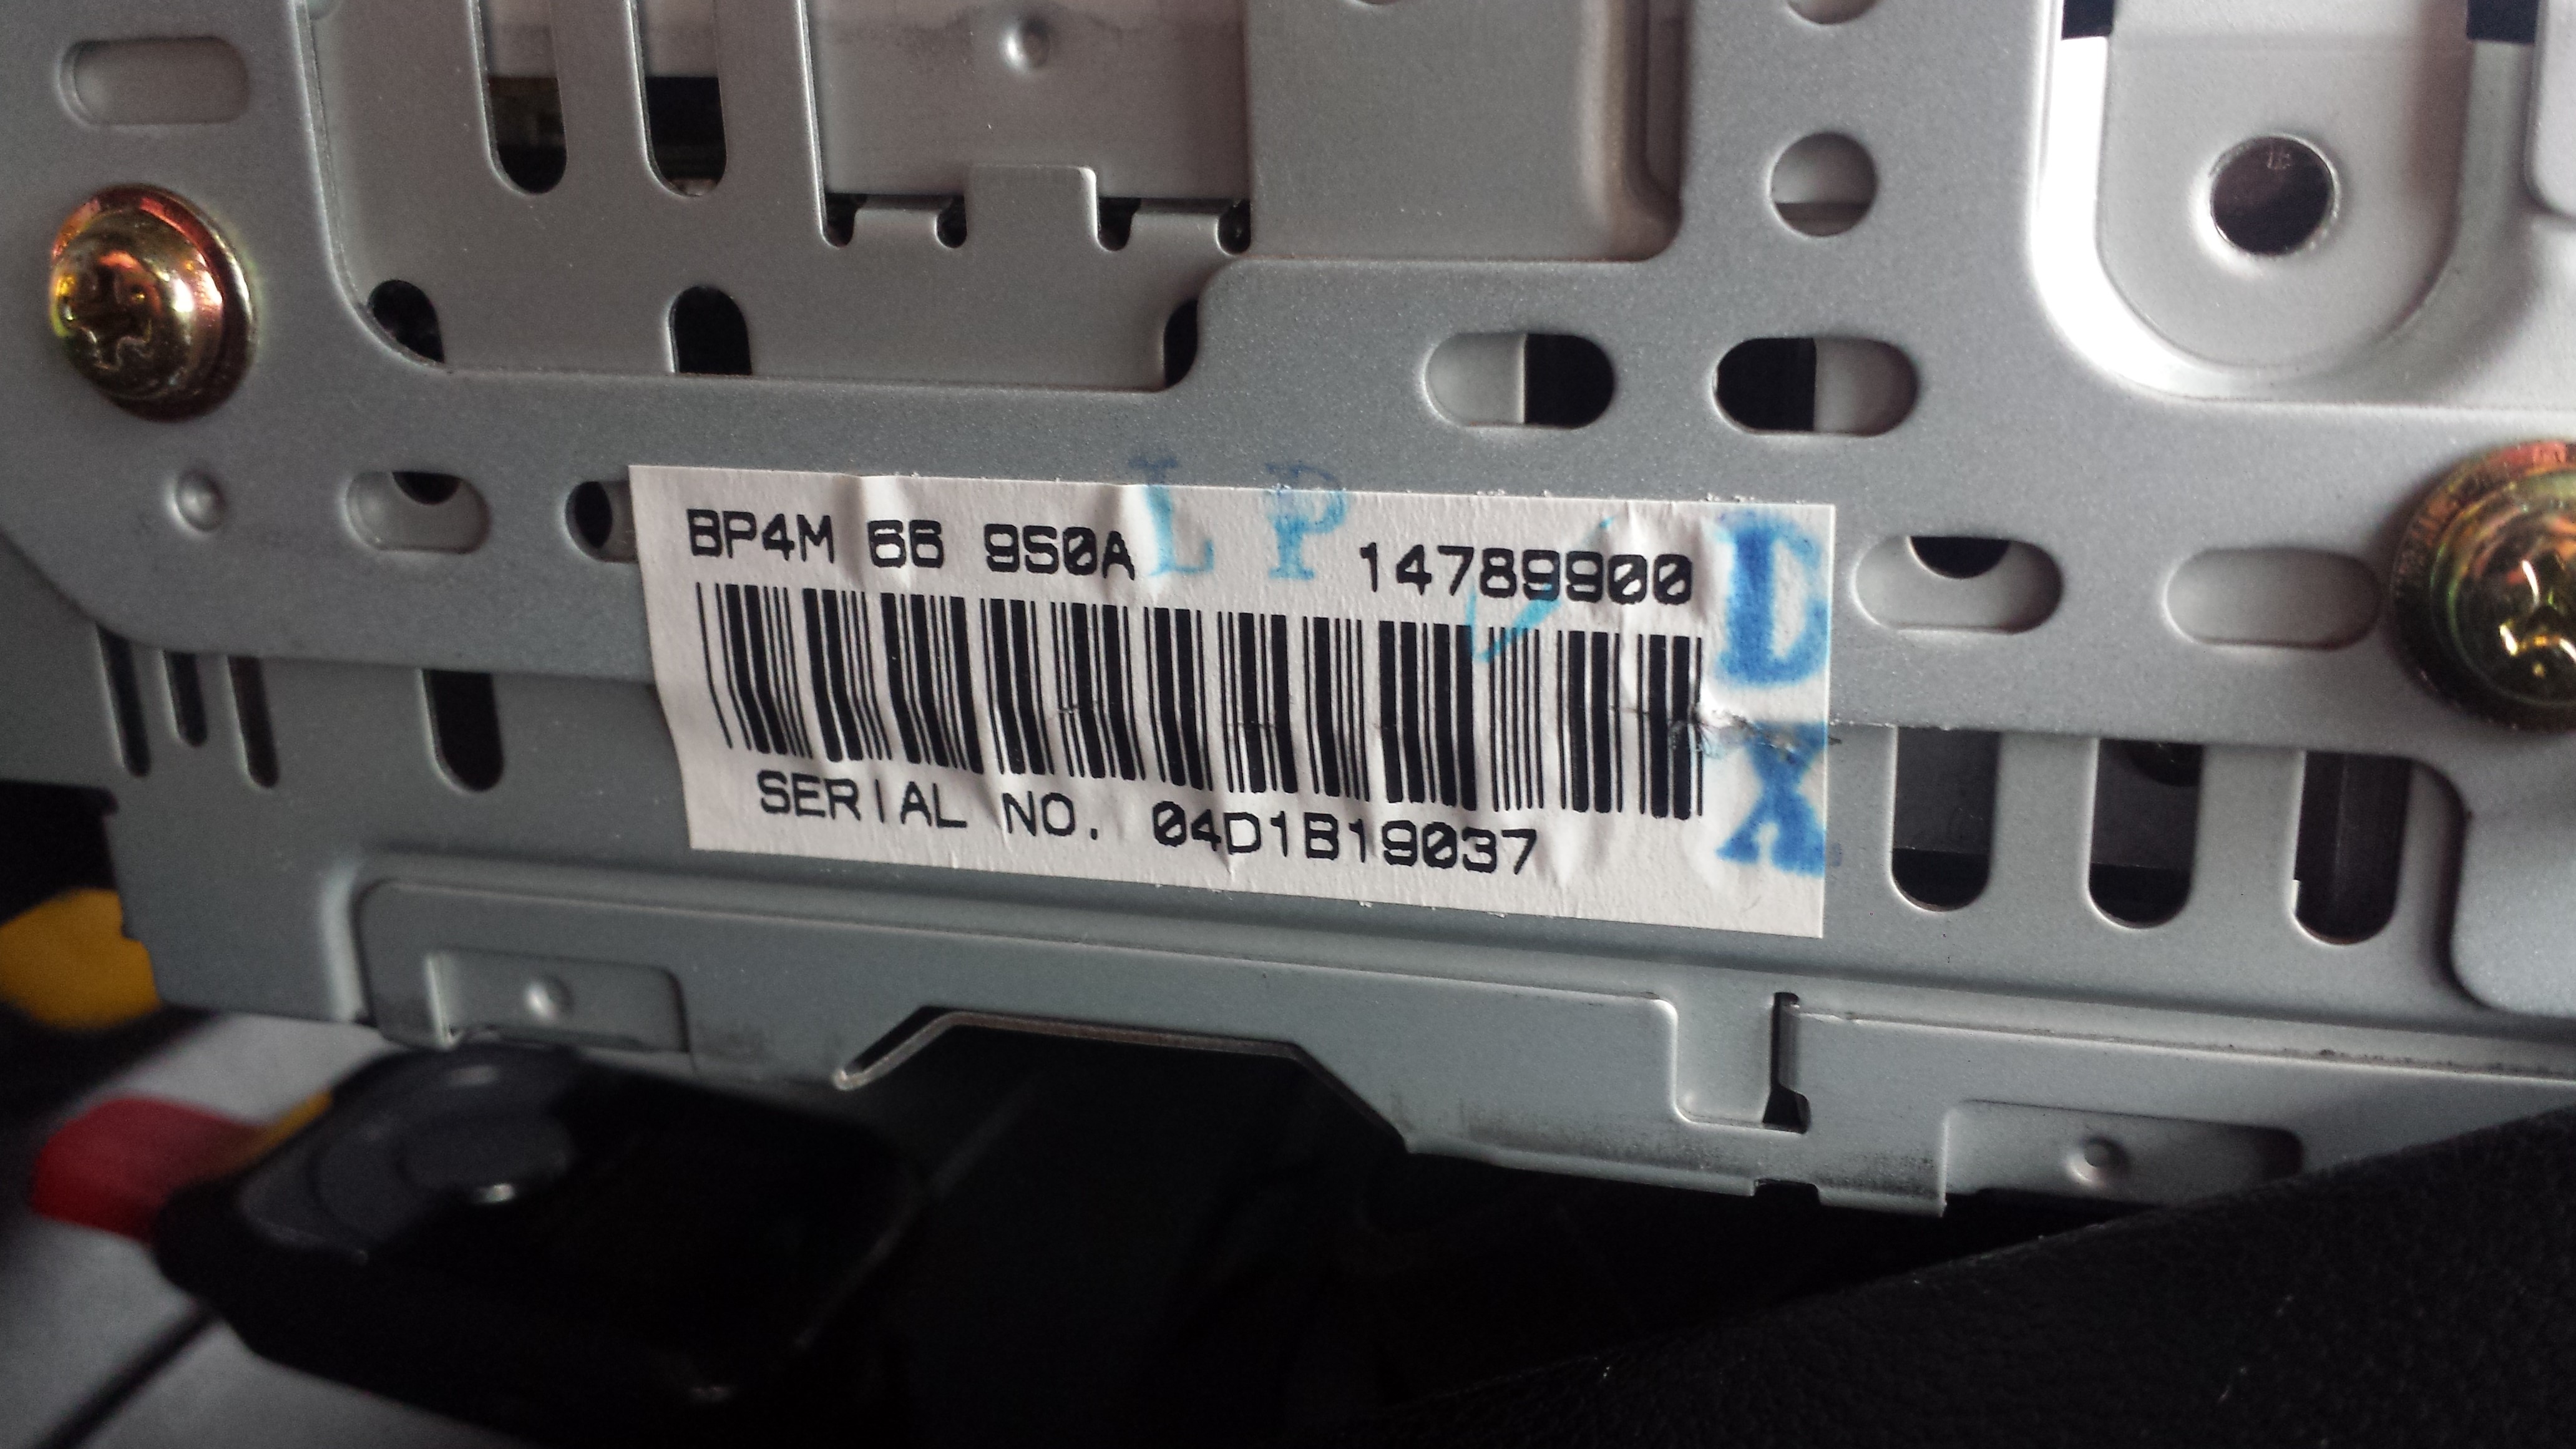 BP4M 66 950A LP 14789900 D
X
SERIAL NO. 04D1B19037